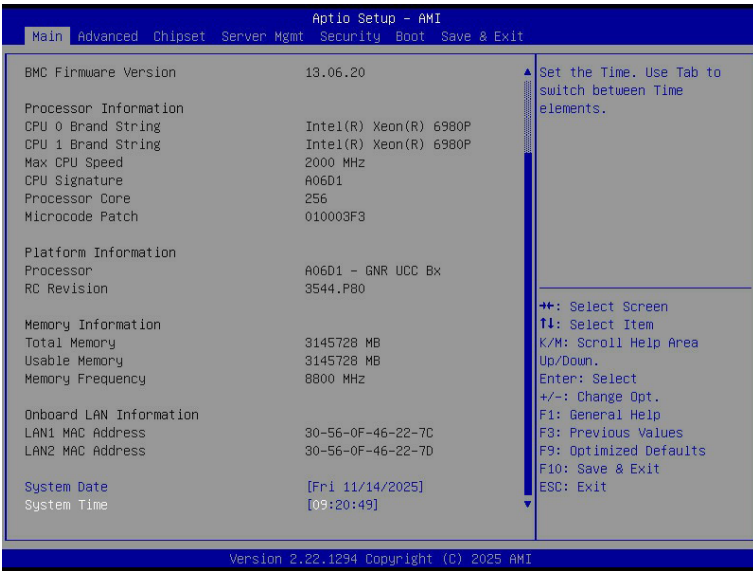 Aptio Setup – AMI
Main Advanced Chipset Server Mgmt Security Boot Save & Exit
BMC Firmware Version 13.06.20
Processor Information
CPU 0 Brand String Intel(R) Xeon(R) 6980P
CPU 1 Brand String Intel(R) Xeon(R) 6980P
Max CPU Speed 2000 MHz
CPU Signature A06D1
Processor Core 256
Microcode Patch 010003F3
Platform Information
Processor A06D1 – GNR UCC Bx
RC Revision 3544.P80
Memory Information
Total Memory 3145728 MB
Usable Memory 3145728 MB
Memory Frequency 8800 MHz
Onboard LAN Information
LAN1 MAC Address 30-56-0F-46-22-7C
LAN2 MAC Address 30-56-0F-46-22-7D
System Date [Fri 11/14/2025]
System Time [09:20:49]
Set the Time. Use Tab to
switch between Time
elements.
→←: Select Screen
↑↓: Select Item
K/M: Scroll Help Area
Up/Down.
Enter: Select
+/-: Change Opt.
F1: General Help
F3: Previous Values
F9: Optimized Defaults
F10: Save & Exit
ESC: Exit
Version 2.22.1294 Copyright (C) 2025 AMI